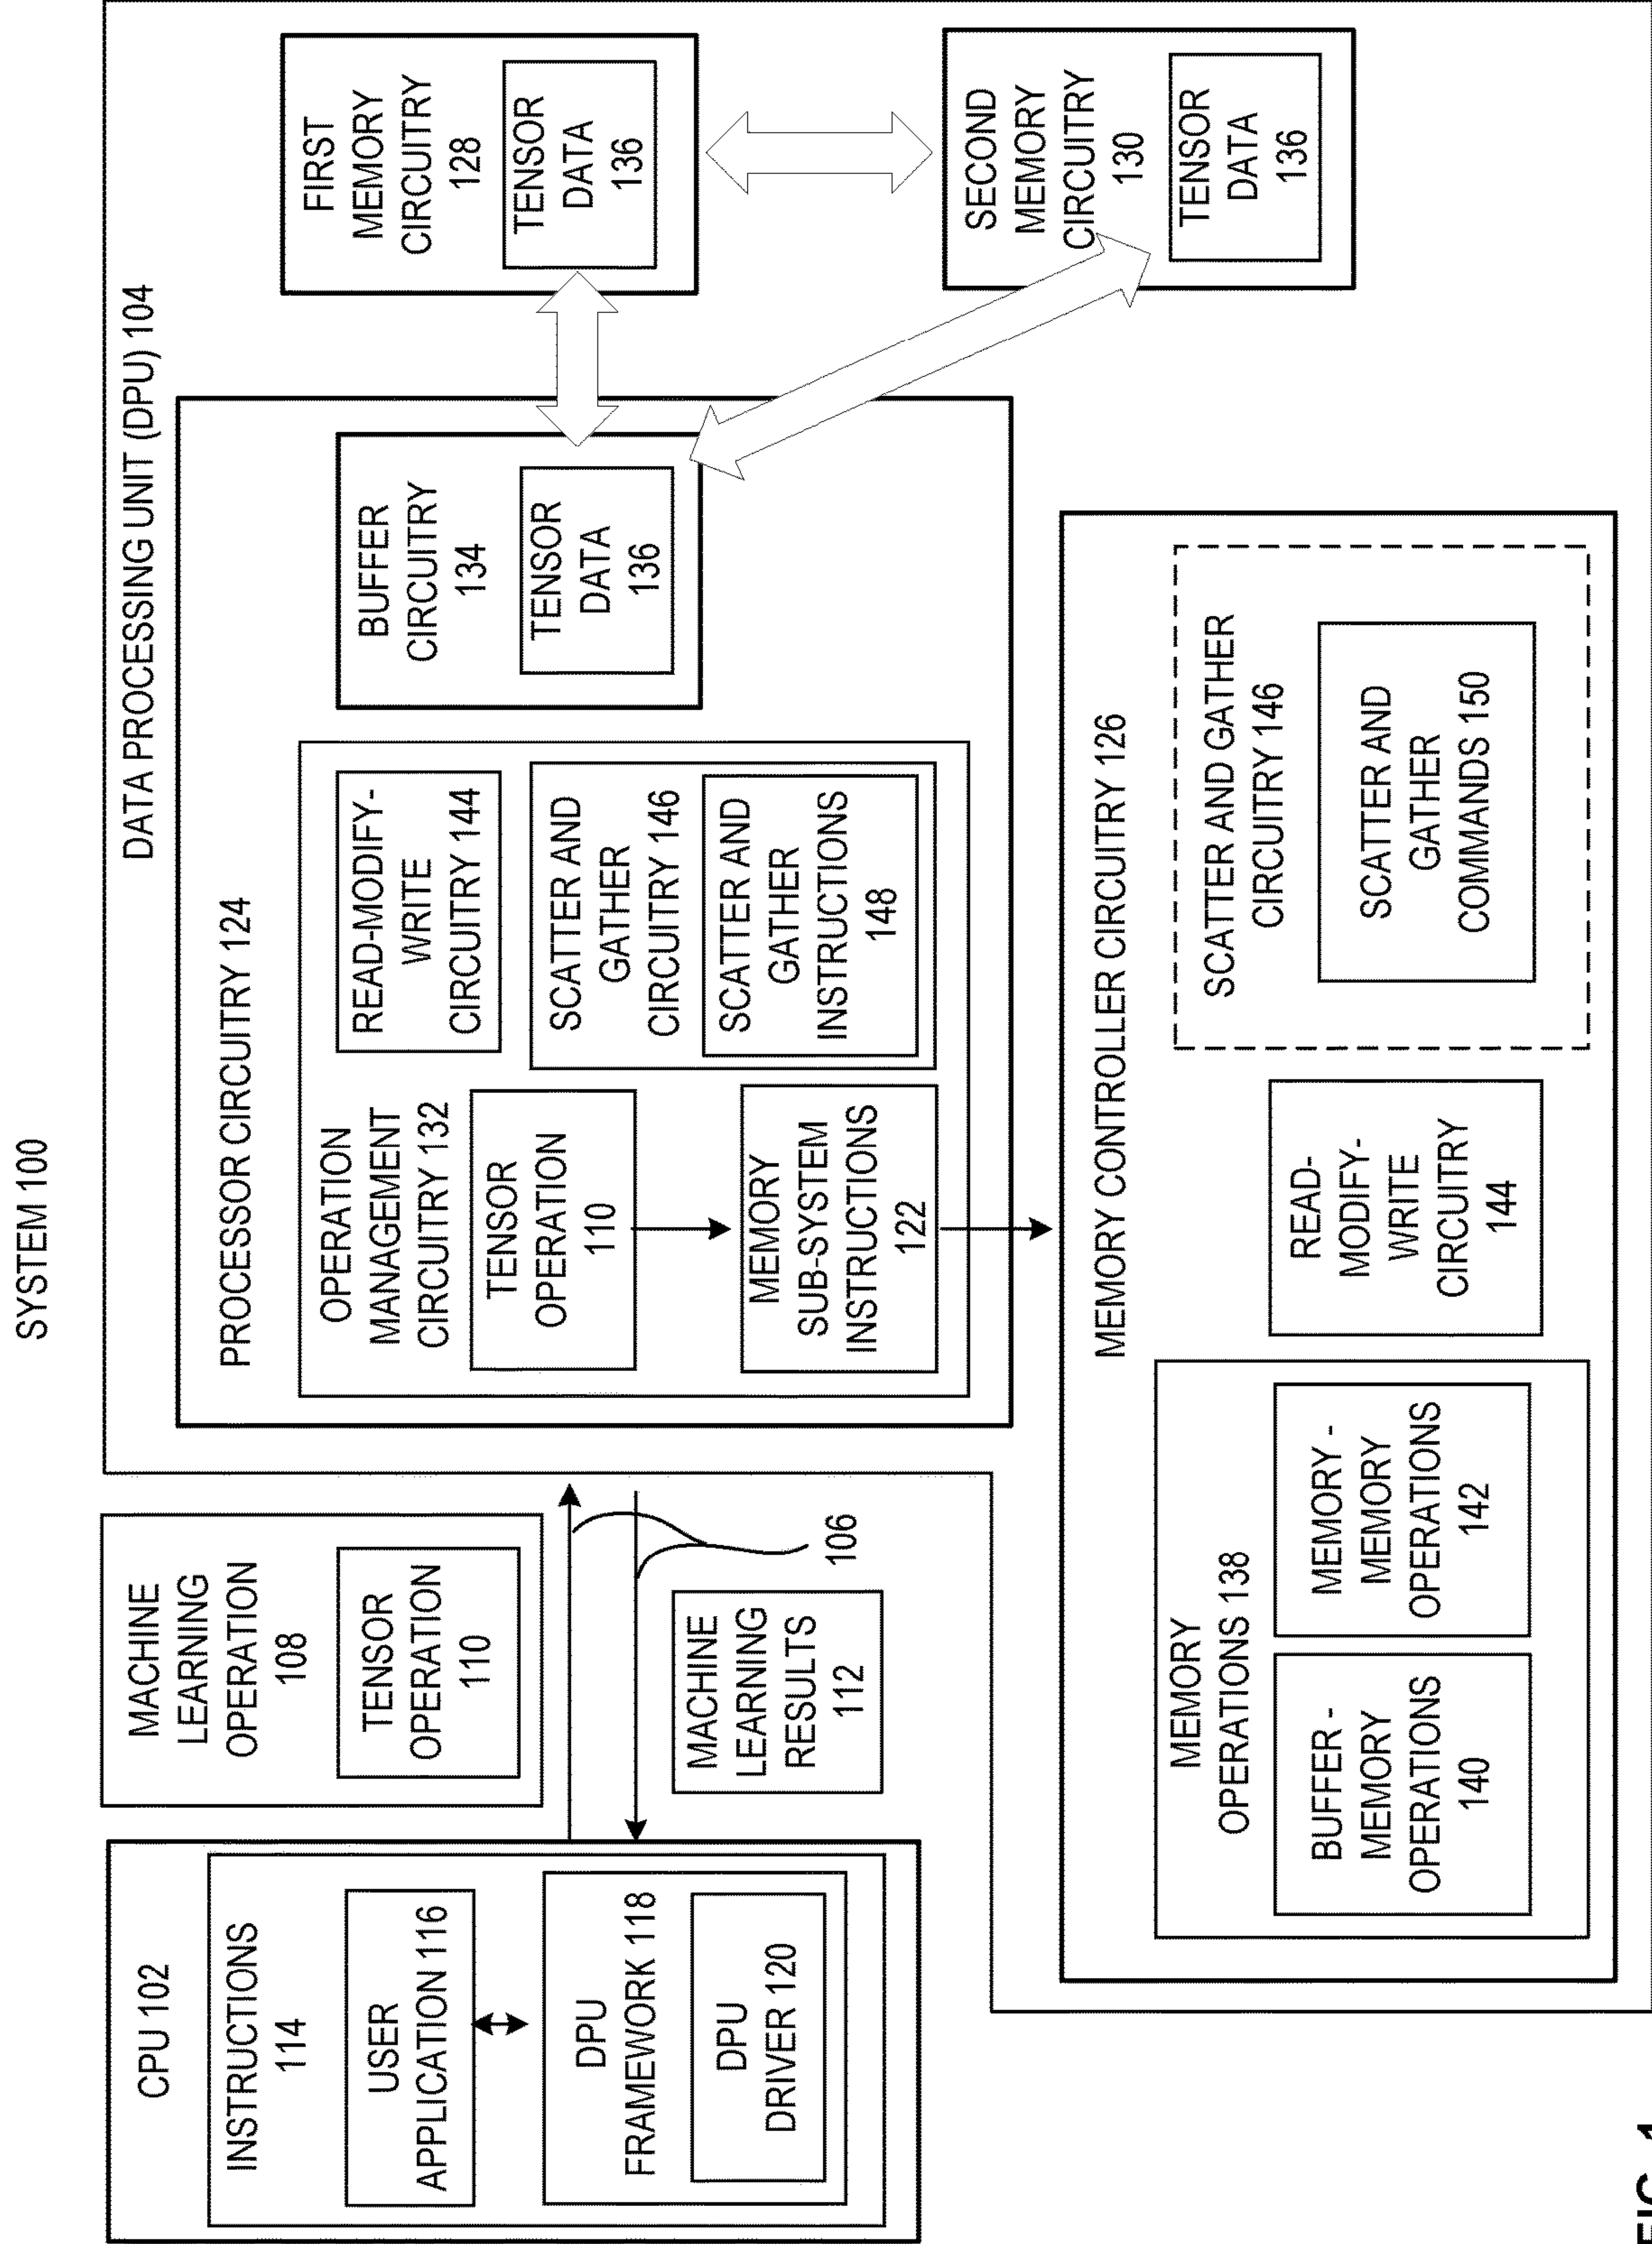 SYSTEM 100
CPU 102
INSTRUCTIONS
114
USER
APPLICATION 116
DPU
FRAMEWORK 118
DPU
DRIVER 120
MACHINE
LEARNING
OPERATION
108
TENSOR
OPERATION
110
106
MACHINE
LEARNING
RESULTS
112
DATA PROCESSING UNIT (DPU) 104
PROCESSOR CIRCUITRY 124
OPERATION
MANAGEMENT
CIRCUITRY 132
TENSOR
OPERATION
110
MEMORY
SUB-SYSTEM
INSTRUCTIONS
122
READ-MODIFY-
WRITE
CIRCUITRY 144
SCATTER AND
GATHER
CIRCUITRY 146
SCATTER AND
GATHER
INSTRUCTIONS
148
BUFFER
CIRCUITRY
134
TENSOR
DATA
136
FIRST
MEMORY
CIRCUITRY
128
TENSOR
DATA
136
SECOND
MEMORY
CIRCUITRY
130
TENSOR
DATA
136
MEMORY CONTROLLER CIRCUITRY 126
MEMORY
OPERATIONS 138
BUFFER -
MEMORY
OPERATIONS
140
MEMORY -
MEMORY
OPERATIONS
142
READ-
MODIFY-
WRITE
CIRCUITRY
144
SCATTER AND GATHER
CIRCUITRY 146
SCATTER AND
GATHER
COMMANDS 150
FIG. 1